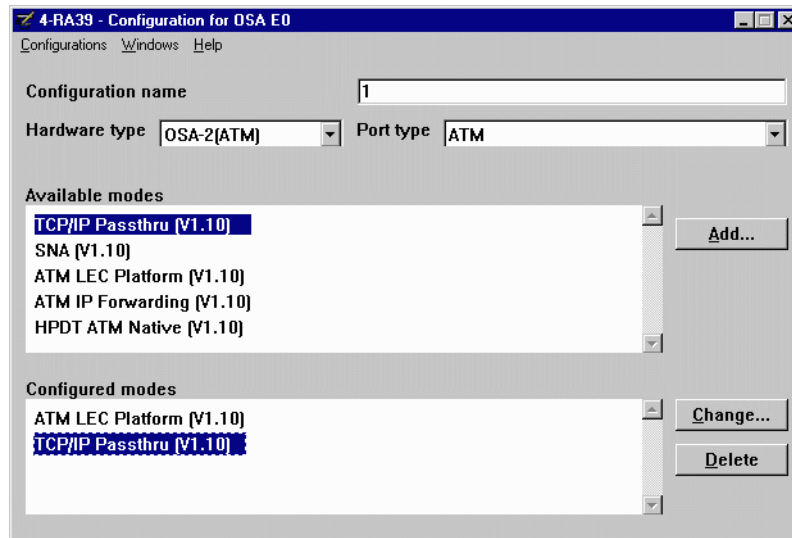 4-RA39 - Configuration for OSA E0
Configurations Windows Help
Configuration name 1
Hardware type OSA-2(ATM) Port type ATM
Available modes
TCP/IP Passthru (V1.10)
Add...
SNA (V1.10)
ATM LEC Platform (V1.10)
ATM IP Forwarding (V1.10)
HPDT ATM Native (V1.10)
Configured modes
ATM LEC Platform (V1.10)
Change...
TCP/IP Passthru (V1.10)
Delete